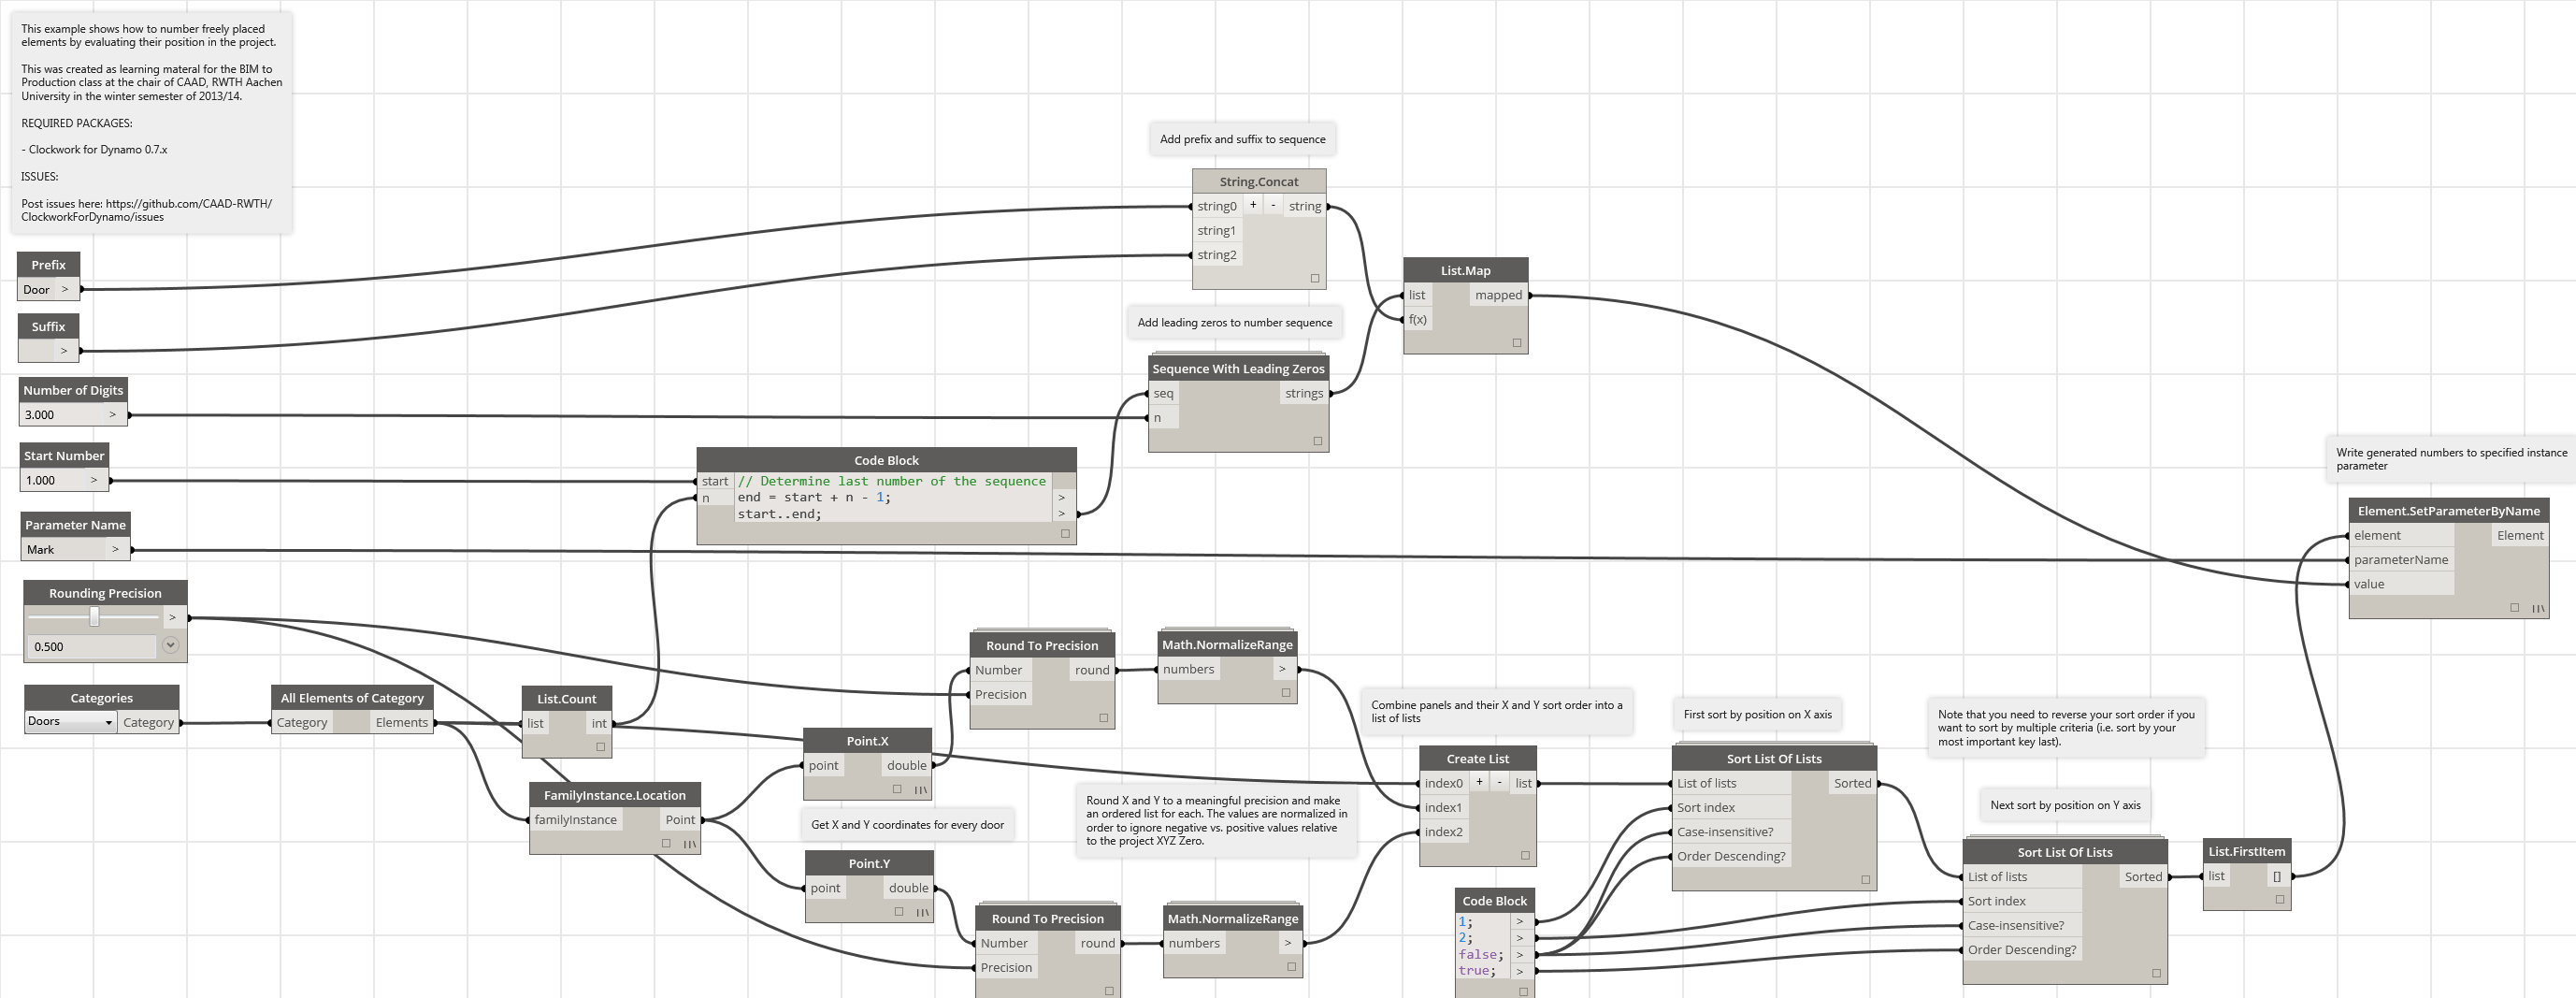 This example shows how to number freely placed
elements by evaluating their position in the project.
This was created as learning materal for the BIM to
Production class at the chair of CAAD, RWTH Aachen
University in the winter semester of 2013/14.
REQUIRED PACKAGES:
- Clockwork for Dynamo 0.7.x
ISSUES:
Post issues here: https://github.com/CAAD-RWTH/
ClockworkForDynamo/issues
Prefix
Door >
Suffix
>
Number of Digits
3.000 >
Start Number
1.000 >
Parameter Name
Mark >
Rounding Precision
>
0.500
Categories
Doors Category
All Elements of Category
Category Elements
List.Count
list int
FamilyInstance.Location
familyInstance Point
Code Block
start // Determine last number of the sequence
n end = start + n - 1; >
start..end; >
Point.X
point double
Get X and Y coordinates for every door
Point.Y
point double
Round To Precision
Number round
Precision
Math.NormalizeRange
numbers >
Round X and Y to a meaningful precision and make
an ordered list for each. The values are normalized in
order to ignore negative vs. positive values relative
to the project XYZ Zero.
Round To Precision
Number round
Precision
Math.NormalizeRange
numbers >
Add prefix and suffix to sequence
String.Concat
string0 + - string
string1
string2
Add leading zeros to number sequence
Sequence With Leading Zeros
seq strings
n
List.Map
list mapped
f(x)
Combine panels and their X and Y sort order into a
list of lists
Create List
index0 + - list
index1
index2
Code Block
1; >
2; >
false; >
true; >
First sort by position on X axis
Sort List Of Lists
List of lists Sorted
Sort index
Case-insensitive?
Order Descending?
Note that you need to reverse your sort order if you
want to sort by multiple criteria (i.e. sort by your
most important key last).
Next sort by position on Y axis
Sort List Of Lists
List of lists Sorted
Sort index
Case-insensitive?
Order Descending?
List.FirstItem
list []
Write generated numbers to specified instance
parameter
Element.SetParameterByName
element Element
parameterName
value